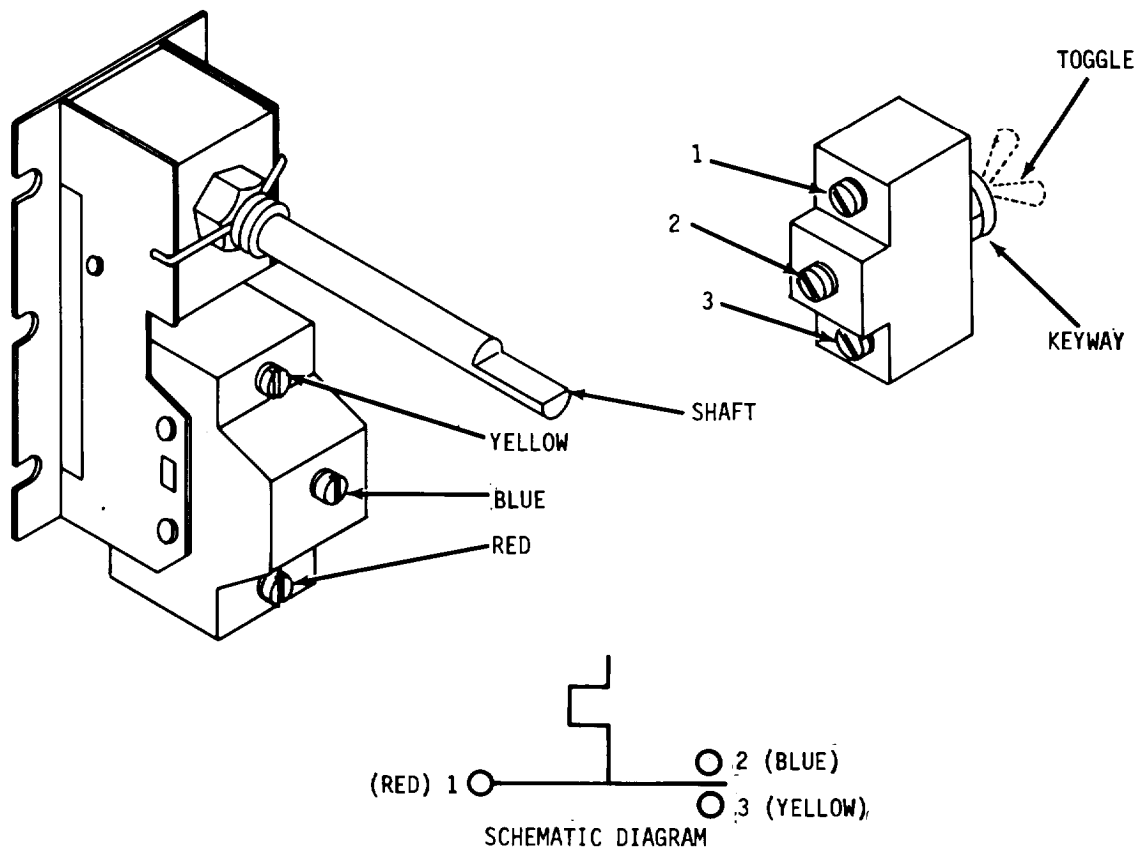 TOGGLE
1
2
3
KEYWAY
SHAFT
YELLOW
BLUE
RED
(RED) 1
2 (BLUE)
3 (YELLOW)
SCHEMATIC DIAGRAM